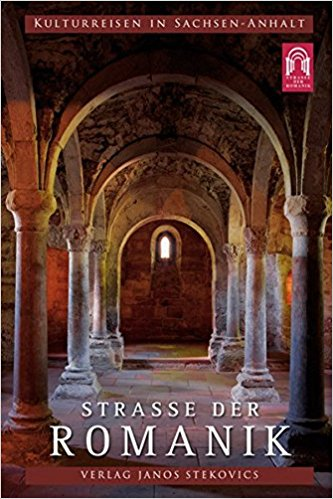 KULTURREISEN IN SACHSEN-ANHALT
STRASSE
DER
ROMANIK
STRASSE DER
ROMANIK
VERLAG JANOS STEKOVICS